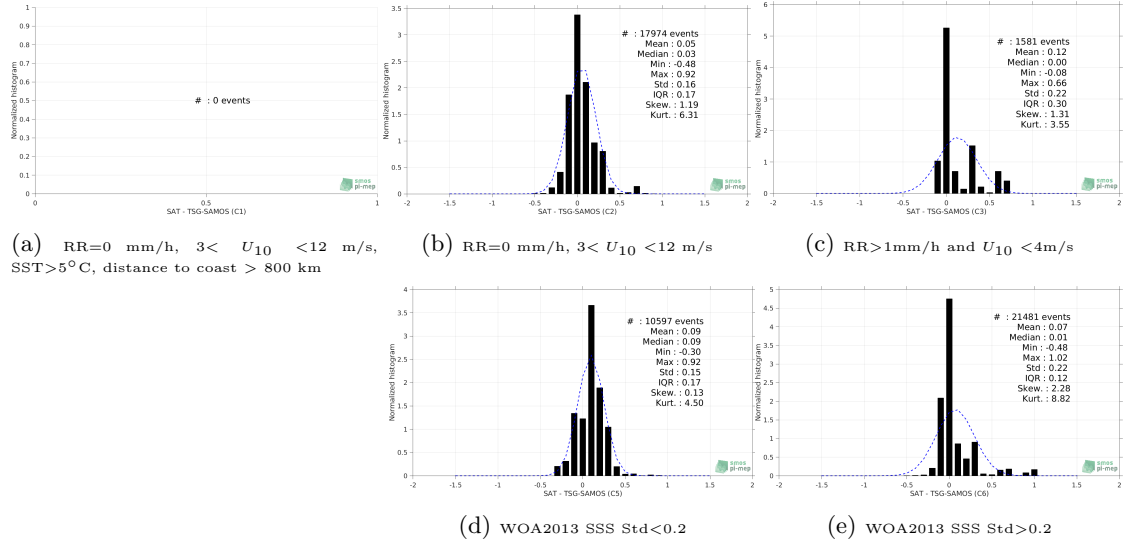 1
0.9
0.8
0.7
0.6
0.5
0.4
0.3
0.2
0.1
0
Normalized histogram
# : 0 events
smos
pi-mep
0 0.5 1
SAT - TSG-SAMOS (C1)
(a) RR=0 mm/h, 3< U10 <12 m/s,
SST>5°C, distance to coast > 800 km
3.5
3
2.5
2
1.5
1
0.5
0
Normalized histogram
# : 17974 events
Mean : 0.05
Median : 0.03
Min : -0.48
Max : 0.92
Std : 0.16
IQR : 0.17
Skew. : 1.19
Kurt. : 6.31
smos
pi-mep
-2 -1.5 -1 -0.5 0 0.5 1 1.5 2
SAT - TSG-SAMOS (C2)
(b) RR=0 mm/h, 3< U10 <12 m/s
6
5
4
3
2
1
0
Normalized histogram
# : 1581 events
Mean : 0.12
Median : 0.00
Min : -0.08
Max : 0.66
Std : 0.22
IQR : 0.30
Skew. : 1.31
Kurt. : 3.55
smos
pi-mep
-2 -1.5 -1 -0.5 0 0.5 1 1.5 2
SAT - TSG-SAMOS (C3)
(c) RR>1mm/h and U10 <4m/s
4
3.5
3
2.5
2
1.5
1
0.5
0
Normalized histogram
# : 10597 events
Mean : 0.09
Median : 0.09
Min : -0.30
Max : 0.92
Std : 0.15
IQR : 0.17
Skew. : 0.13
Kurt. : 4.50
smos
pi-mep
-2 -1.5 -1 -0.5 0 0.5 1 1.5 2
SAT - TSG-SAMOS (C5)
(d) WOA2013 SSS Std<0.2
5
4.5
4
3.5
3
2.5
2
1.5
1
0.5
0
Normalized histogram
# : 21481 events
Mean : 0.07
Median : 0.01
Min : -0.48
Max : 1.02
Std : 0.22
IQR : 0.12
Skew. : 2.28
Kurt. : 8.82
smos
pi-mep
-2 -1.5 -1 -0.5 0 0.5 1 1.5 2
SAT - TSG-SAMOS (C6)
(e) WOA2013 SSS Std>0.2